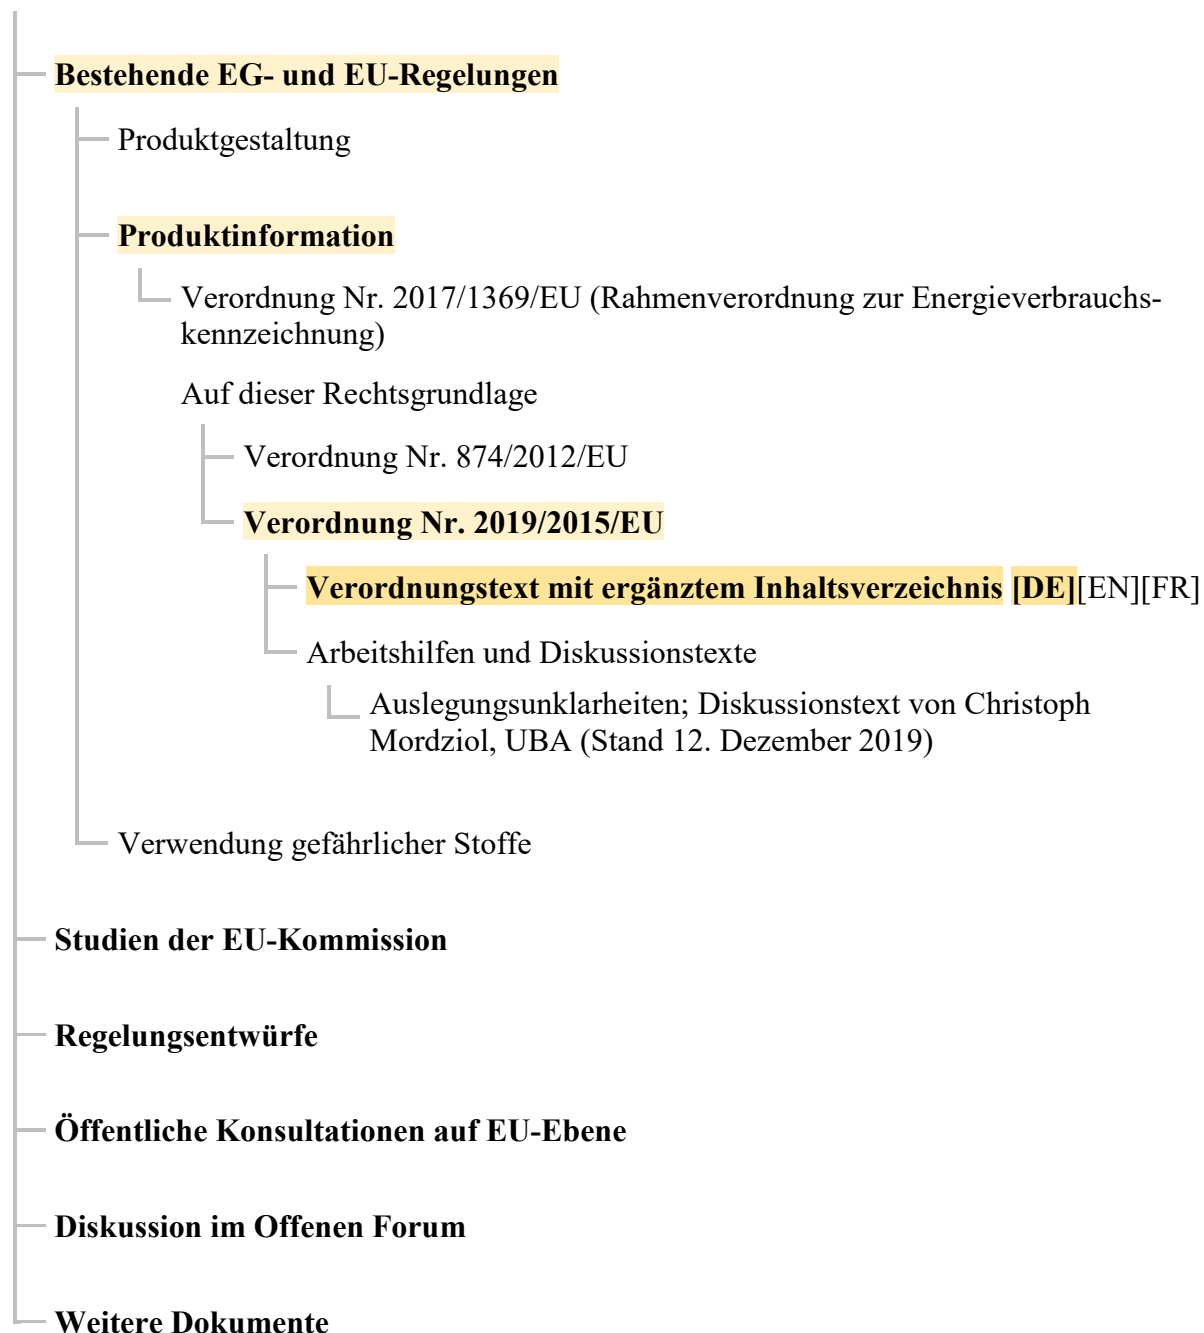 Bestehende EG- und EU-Regelungen
Produktgestaltung
Produktinformation
Verordnung Nr. 2017/1369/EU (Rahmenverordnung zur Energieverbrauchs-
kennzeichnung)
Auf dieser Rechtsgrundlage
Verordnung Nr. 874/2012/EU
Verordnung Nr. 2019/2015/EU
Verordnungstext mit ergänztem Inhaltsverzeichnis [DE][EN][FR]
Arbeitshilfen und Diskussionstexte
Auslegungsunklarheiten; Diskussionstext von Christoph
Mordziol, UBA (Stand 12. Dezember 2019)
Verwendung gefährlicher Stoffe
Studien der EU-Kommission
Regelungsentwürfe
Öffentliche Konsultationen auf EU-Ebene
Diskussion im Offenen Forum
Weitere Dokumente